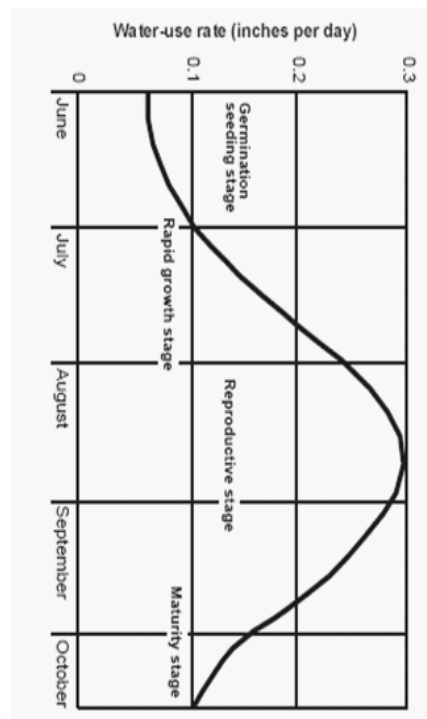 Water-use rate (inches per day)
0
0.1
0.2
0.3
June
July
August
September
October
Germination
seeding stage
Rapid growth stage
Reproductive stage
Maturity stage